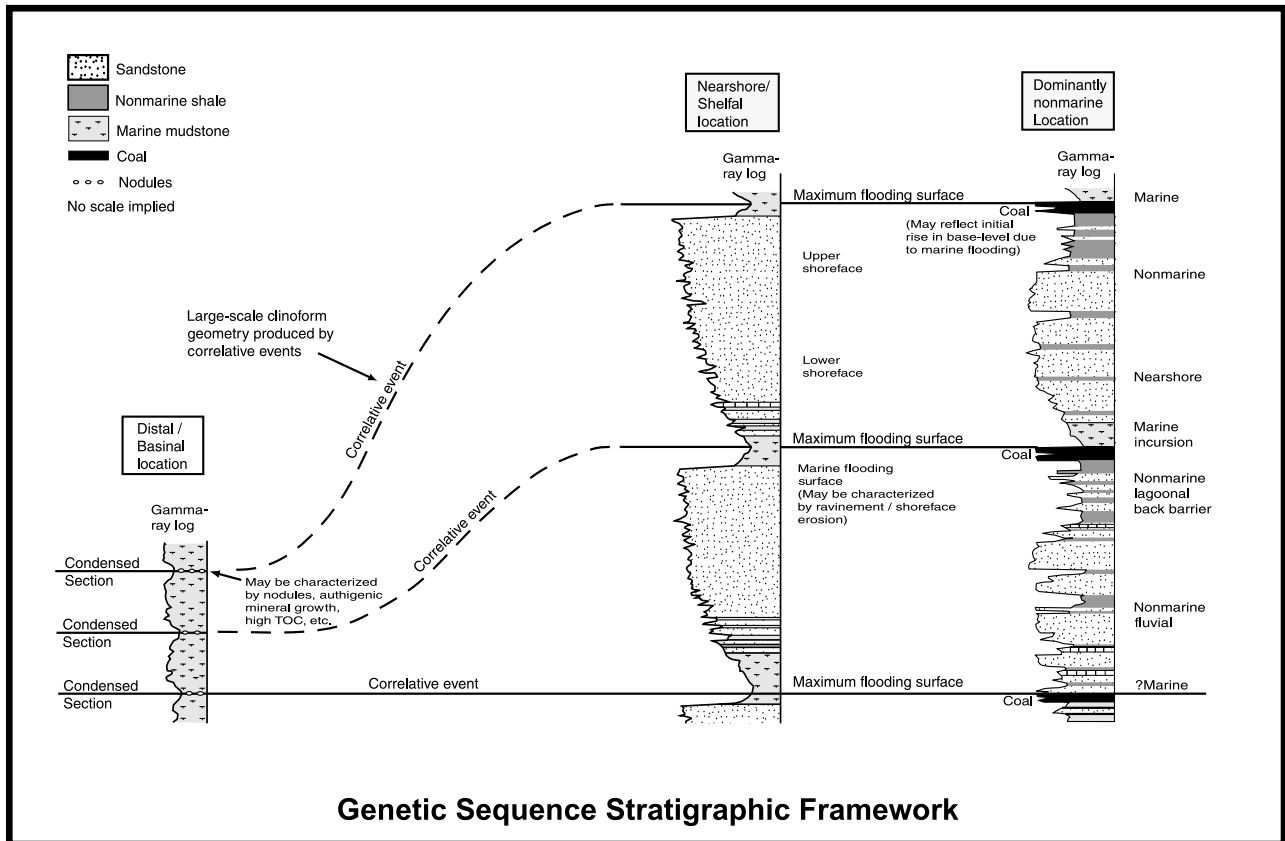 Sandstone
Nonmarine shale
Marine mudstone
Coal
Nodules
No scale implied
Nearshore/
Shelfal
location
Dominantly
nonmarine
Location
Gamma-
ray log
Gamma-
ray log
Maximum flooding surface
Marine
Coal
(May reflect initial
rise in base-level due
to marine flooding)
Upper
shoreface
Nonmarine
Large-scale clinoform
geometry produced by
correlative events
Correlative event
Lower
shoreface
Nearshore
Distal /
Basinal
location
Maximum flooding surface
Marine
incursion
Coal
Marine flooding
surface
(May be characterized
by ravinement / shoreface
erosion)
Nonmarine
lagoonal
back barrier
Gamma-
ray log
Correlative event
Condensed
Section
May be characterized
by nodules, authigenic
mineral growth,
high TOC, etc.
Condensed
Section
Nonmarine
fluvial
Condensed
Section
Correlative event
Maximum flooding surface
?Marine
Coal
Genetic Sequence Stratigraphic Framework